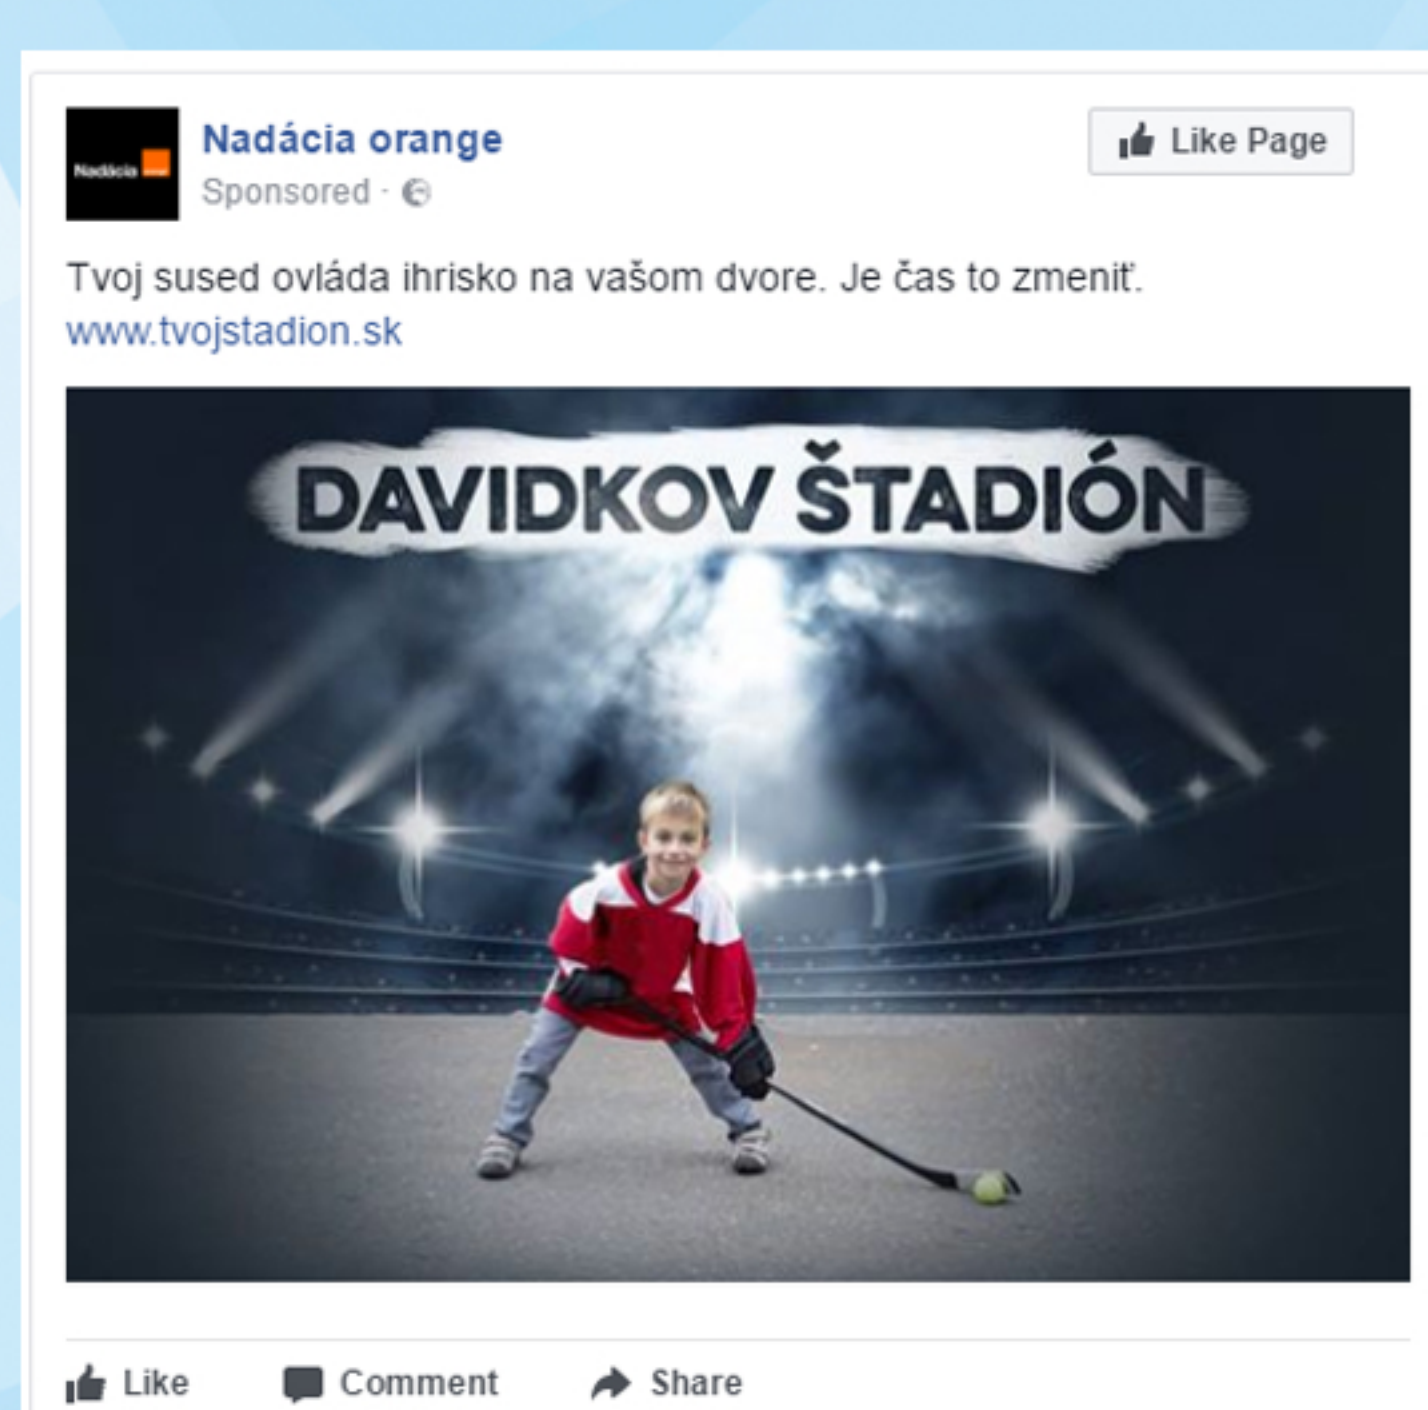 Nadácia
Nadácia orange
Like Page
Sponsored ·
Tvoj sused ovláda ihrisko na vašom dvore. Je čas to zmeniť.
www.tvojstadion.sk
DAVIDKOV ŠTADIÓN
Like
Comment
Share